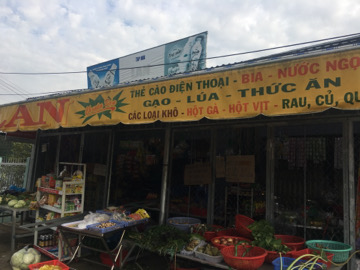 AN
THẺ CÀO ĐIỆN THOẠI - BIA - NƯỚC NGỌ
GẠO - LÚA - THỨC ĂN
CÁC LOẠI KHÔ - HỘT GÀ - HỘT VỊT - RAU, CỦ, QU